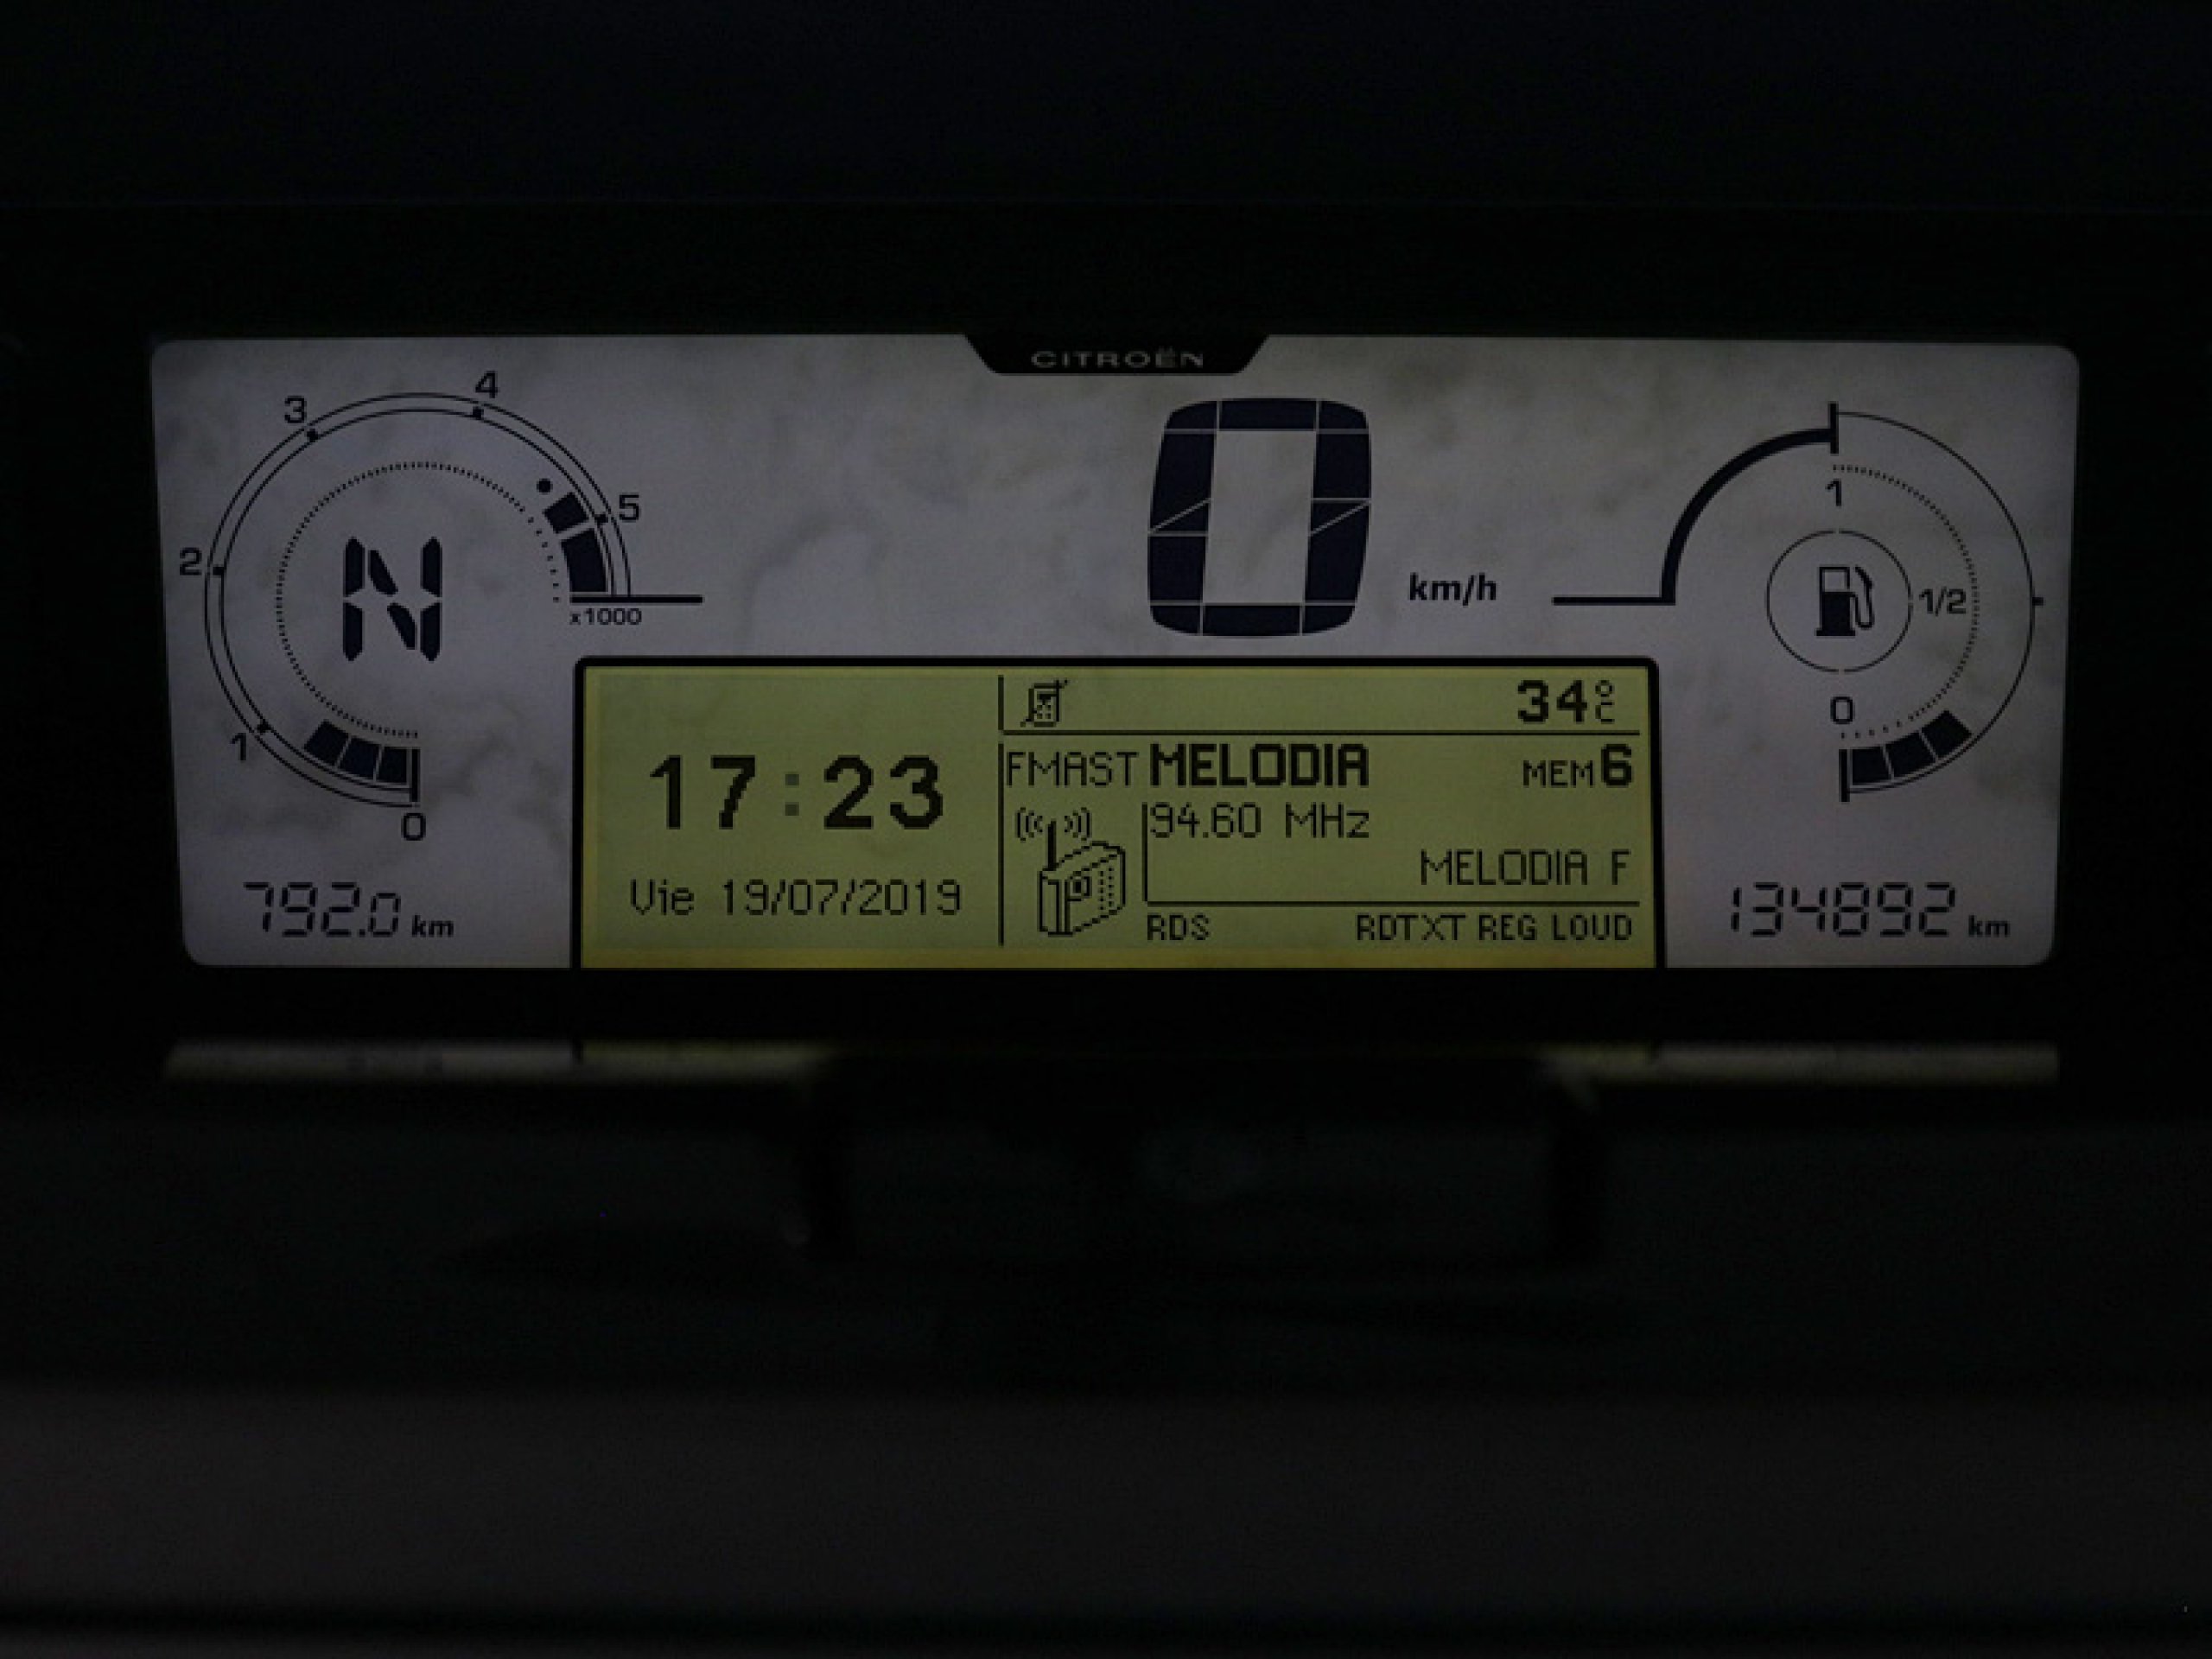 CITROËN
4
3
5
2
x1000
1
0
N
0 km/h
1
1/2
0
34°C
17:23
FMAST MELODIA MEM 6
94.60 MHz
MELODIA F
Vie 19/07/2019
RDS RDTXT REG LOUD
792.0 km
134892 km